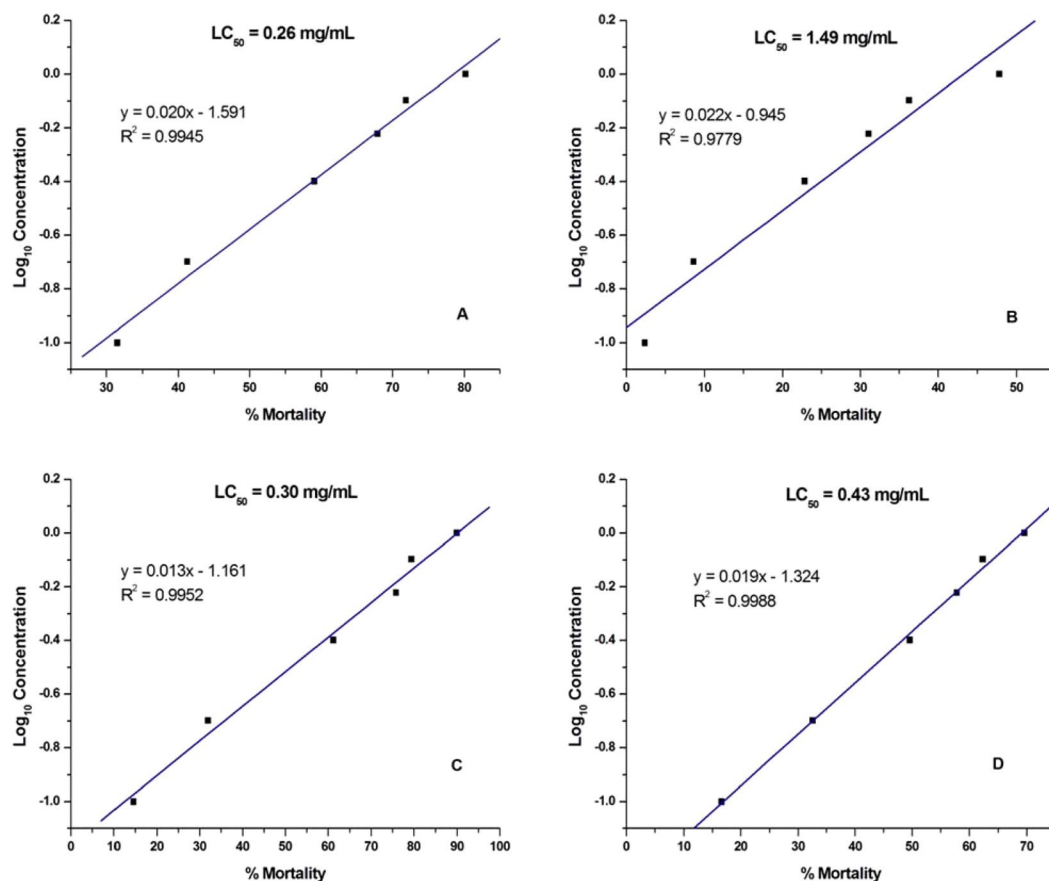 LC50 = 0.26 mg/mL
y = 0.020x - 1.591
R2 = 0.9945
0.2
0.0
-0.2
-0.4
-0.6
-0.8
-1.0
Log10 Concentration
A
30 40 50 60 70 80
% Mortality
LC50 = 1.49 mg/mL
y = 0.022x - 0.945
R2 = 0.9779
0.2
0.0
-0.2
-0.4
-0.6
-0.8
-1.0
Log10 Concentration
B
0 10 20 30 40 50
% Mortality
LC50 = 0.30 mg/mL
y = 0.013x - 1.161
R2 = 0.9952
0.2
0.0
-0.2
-0.4
-0.6
-0.8
-1.0
Log10 Concentration
C
0 10 20 30 40 50 60 70 80 90 100
% Mortality
LC50 = 0.43 mg/mL
y = 0.019x - 1.324
R2 = 0.9988
0.2
0.0
-0.2
-0.4
-0.6
-0.8
-1.0
Log10 Concentration
D
0 10 20 30 40 50 60 70
% Mortality